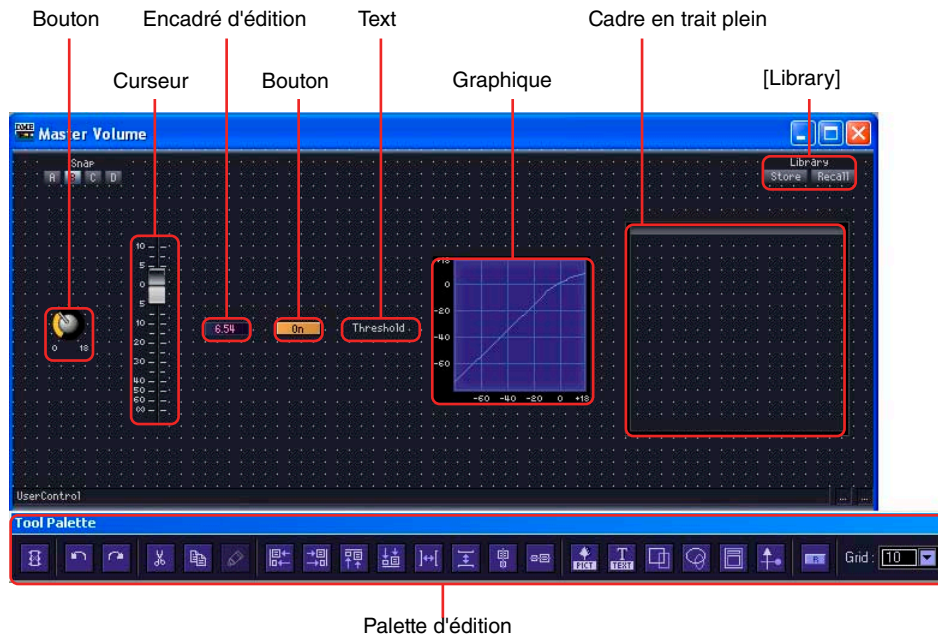 Bouton
Encadré d'édition
Text
Cadre en trait plein
Curseur
Bouton
Graphique
[Library]
Master Volume
Snap
A B C D
Library
Store Recall
10
5
0
5
10
20
30
40
50
60
∞
0 18
6.54
On
Threshold
+18
0
-20
-40
-60
-60 -40 -20 0 +18
UserControl
... ...
Tool Palette
PICT
T
TEXT
R
Grid : 10
Palette d'édition